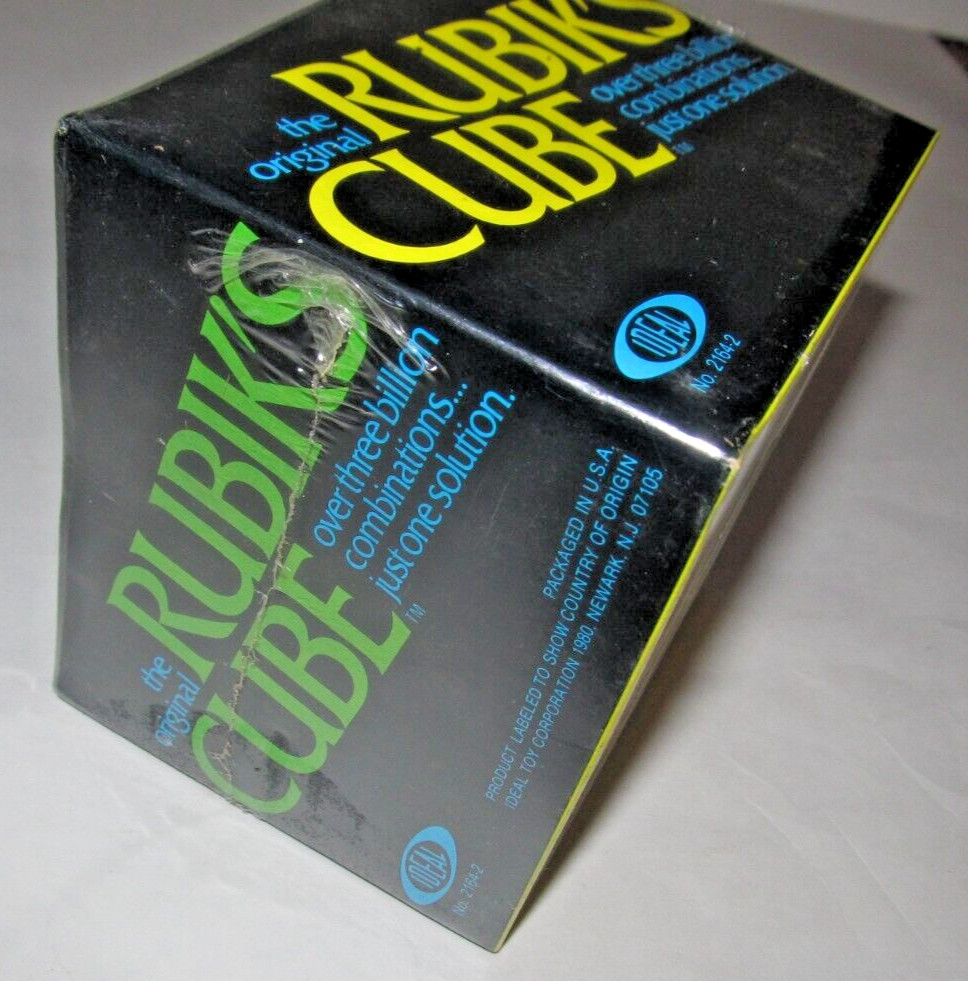 the
original
RUBIK'S
CUBE
over three billion
combinations...
just one solution.
TM
IDEAL
No. 2164-2
the
original
RUBIK'S
CUBE
over three billion
combinations...
just one solution.
TM
PACKAGED IN U.S.A.
PRODUCT LABELED TO SHOW COUNTRY OF ORIGIN
IDEAL TOY CORPORATION 1980, NEWARK, N.J. 07105
IDEAL
No. 2164-2